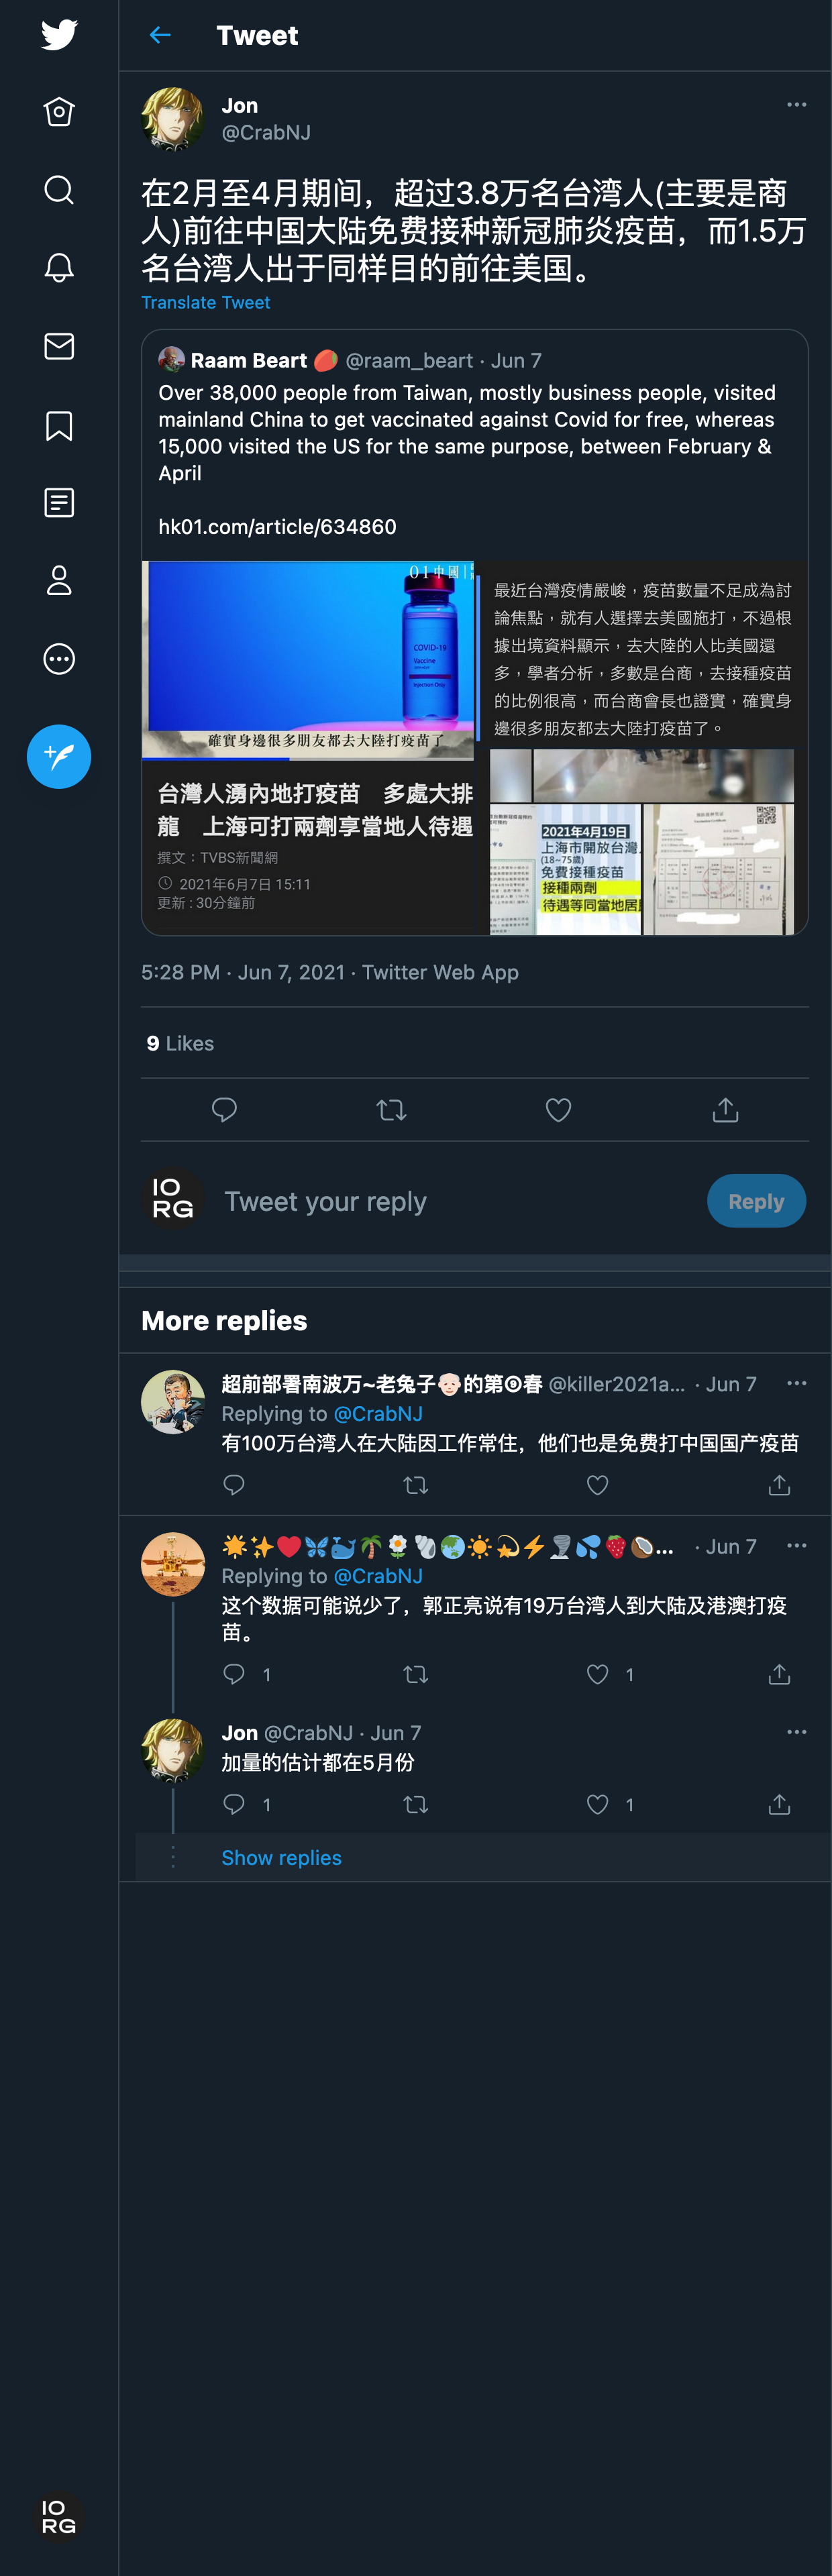 Tweet
Jon
@CrabNJ
在2月至4月期间，超过3.8万名台湾人(主要是商
人)前往中国大陆免费接种新冠肺炎疫苗，而1.5万
名台湾人出于同样目的前往美国。
Translate Tweet
Raam Beart @raam_beart · Jun 7
Over 38,000 people from Taiwan, mostly business people, visited
mainland China to get vaccinated against Covid for free, whereas
15,000 visited the US for the same purpose, between February &
April
hk01.com/article/634860
01中國
COVID-19
Vaccine
Injection Only
確實身邊很多朋友都去大陸打疫苗了
台灣人湧內地打疫苗　多處大排
龍　上海可打兩劑享當地人待遇
撰文：TVBS新聞網
2021年6月7日 15:11
更新：30分鐘前
最近台灣疫情嚴峻，疫苗數量不足成為討
論焦點，就有人選擇去美國施打，不過根
據出境資料顯示，去大陸的人比美國還
多，學者分析，多數是台商，去接種疫苗
的比例很高，而台商會長也證實，確實身
邊很多朋友都去大陸打疫苗了。
2021年4月19日
上海市開放台灣
(18~75歲)
免費接種疫苗
接種兩劑
待遇等同當地居
5:28 PM · Jun 7, 2021 · Twitter Web App
9 Likes
IO
RG
Tweet your reply
Reply
More replies
超前部署南波万~老兔子的第⊙春 @killer2021a... · Jun 7
Replying to @CrabNJ
有100万台湾人在大陆因工作常住，他们也是免费打中国国产疫苗
🌟✨❤️🦋🐳🌴🌼🐚🌏☀️💫⚡🌪💦🍓🥥... · Jun 7
Replying to @CrabNJ
这个数据可能说少了，郭正亮说有19万台湾人到大陆及港澳打疫
苗。
1 1
Jon @CrabNJ · Jun 7
加量的估计都在5月份
1 1
Show replies
IO
RG